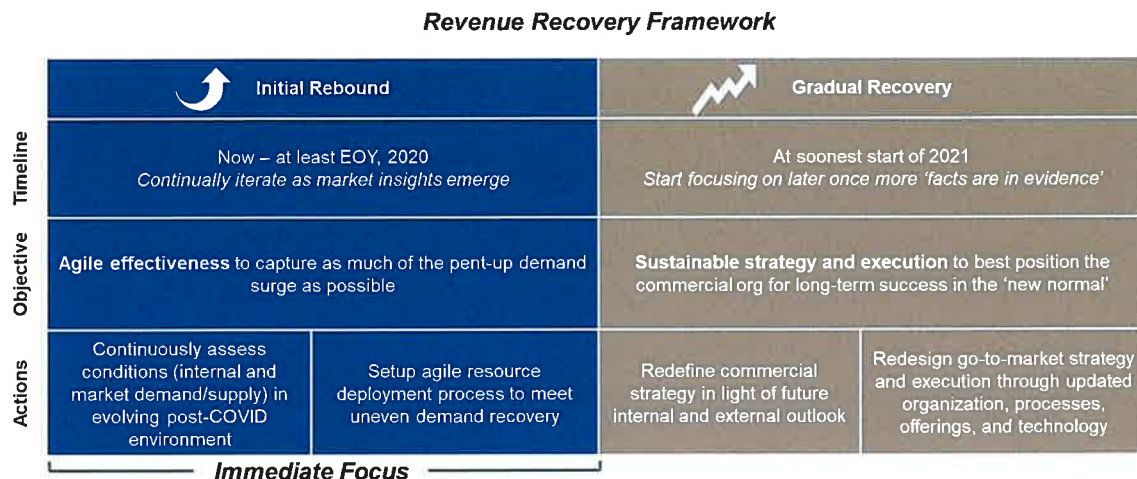 Revenue Recovery Framework
Initial Rebound
Gradual Recovery
Timeline
Now – at least EOY, 2020
Continually iterate as market insights emerge
At soonest start of 2021
Start focusing on later once more 'facts are in evidence'
Objective
Agile effectiveness to capture as much of the pent-up demand
surge as possible
Sustainable strategy and execution to best position the
commercial org for long-term success in the 'new normal'
Actions
Continuously assess
conditions (internal and
market demand/supply) in
evolving post-COVID
environment
Setup agile resource
deployment process to meet
uneven demand recovery
Redefine commercial
strategy in light of future
internal and external outlook
Redesign go-to-market strategy
and execution through updated
organization, processes,
offerings, and technology
Immediate Focus